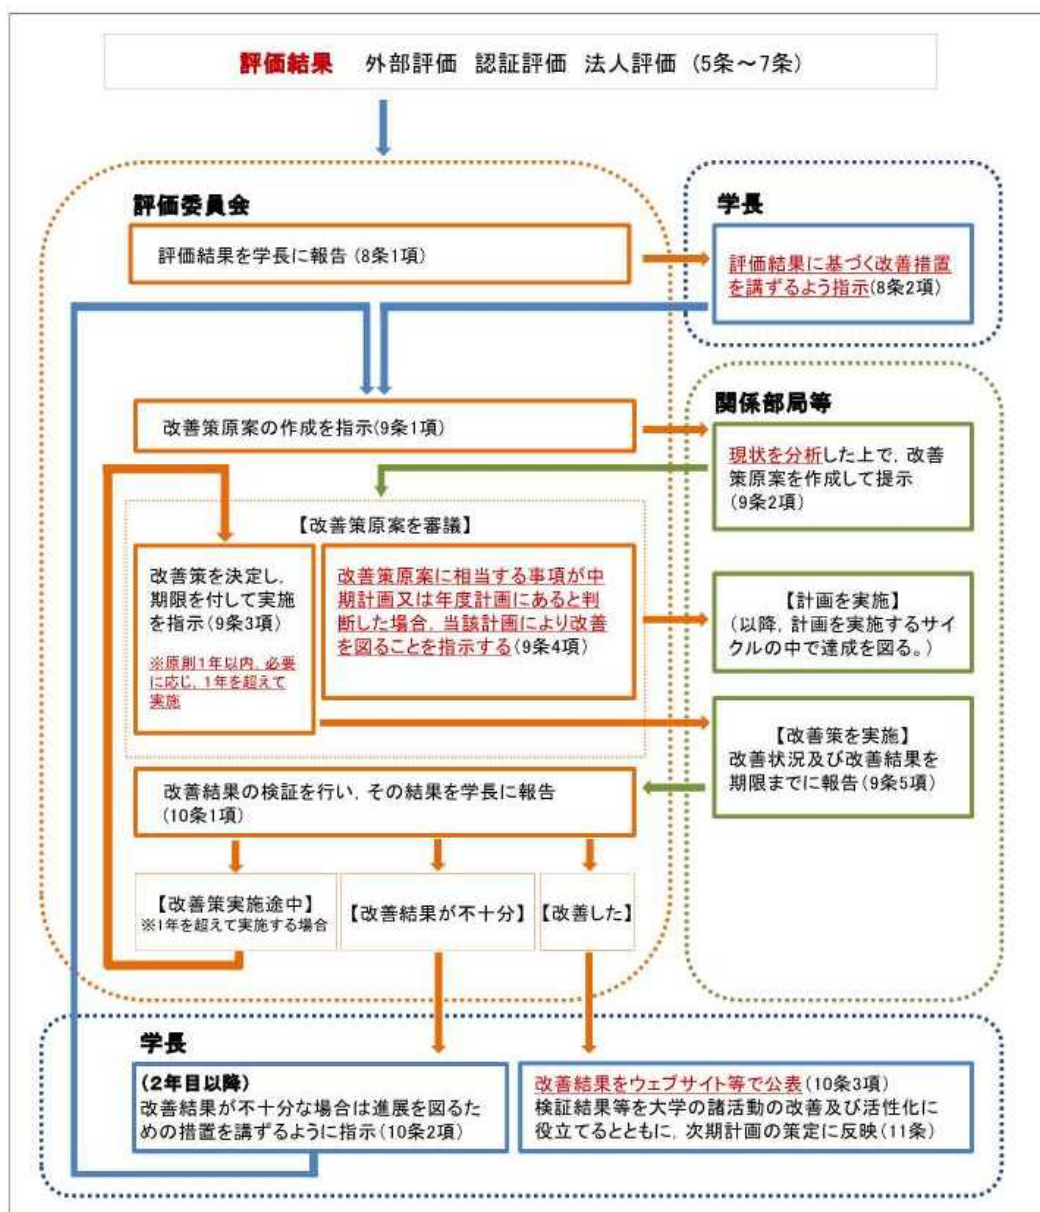 評価結果　外部評価　認証評価　法人評価（5条～7条）
評価委員会
評価結果を学長に報告（8条1項）
学長
評価結果に基づく改善措置
を講ずるよう指示（8条2項）
改善策原案の作成を指示（9条1項）
関係部局等
現状を分析した上で，改善
策原案を作成して提示
（9条2項）
【改善策原案を審議】
改善策を決定し，
期限を付して実施
を指示（9条3項）
※原則1年以内，必要
に応じ，1年を超えて
実施
改善策原案に相当する事項が中
期計画又は年度計画にあると判
断した場合，当該計画により改善
を図ることを指示する（9条4項）
【計画を実施】
（以降，計画を実施するサイ
クルの中で達成を図る。）
【改善策を実施】
改善状況及び改善結果を
期限までに報告（9条5項）
改善結果の検証を行い，その結果を学長に報告
（10条1項）
【改善策実施途中】
※1年を超えて実施する場合
【改善結果が不十分】
【改善した】
学長
（2年目以降）
改善結果が不十分な場合は進展を図るた
めの措置を講ずるように指示（10条2項）
改善結果をウェブサイト等で公表（10条3項）
検証結果等を大学の諸活動の改善及び活性化に
役立てるとともに，次期計画の策定に反映（11条）